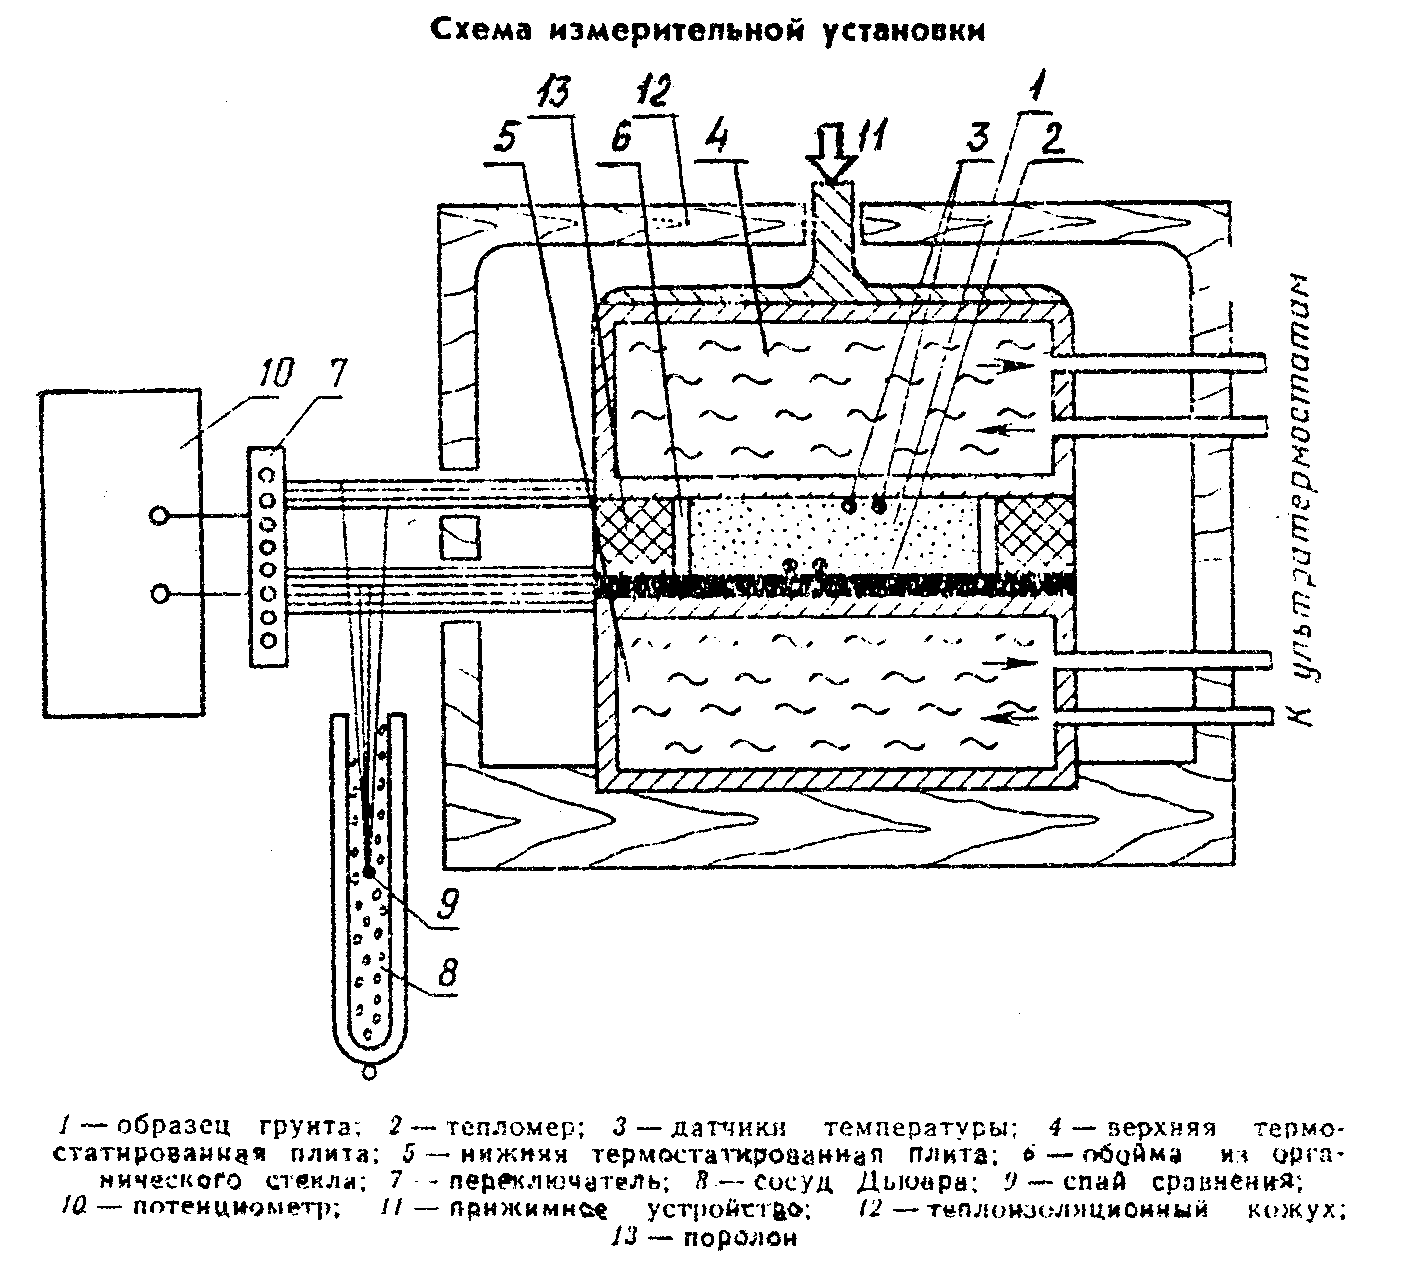 Схема измерительной установки
13 12 1
5 6 4 11 3 2
10 7
К ультратермостатам
9
8
1 — образец грунта; 2 — тепломер; 3 — датчики температуры; 4 — верхняя термо-
статированная плита; 5 — нижняя термостатированная плита; 6 — обойма из орга-
нического стекла; 7 — переключатель; 8 — сосуд Дьюара; 9 — спай сравнения;
10 — потенциометр; 11 — прижимное устройство; 12 — теплоизоляционный кожух;
13 — поролон